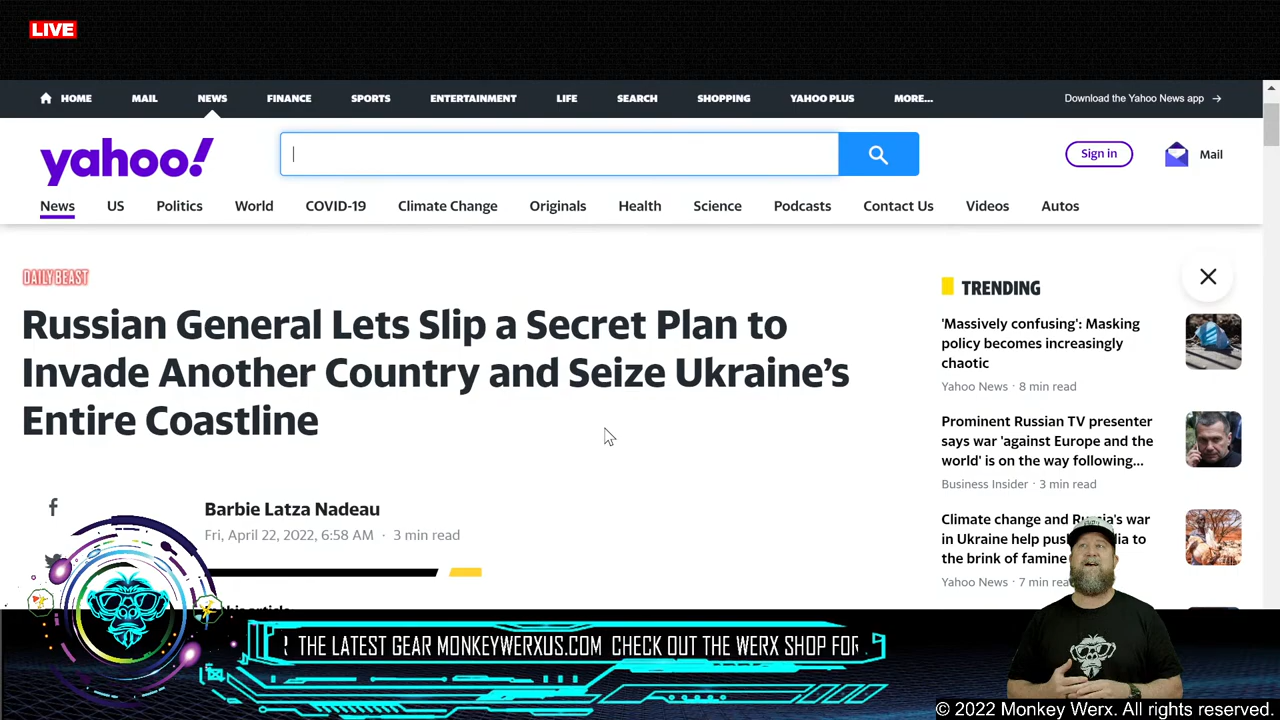 LIVE
HOME MAIL NEWS FINANCE SPORTS ENTERTAINMENT LIFE SEARCH SHOPPING YAHOO PLUS MORE... Download the Yahoo News app →
yahoo!
Sign in
Mail
News US Politics World COVID-19 Climate Change Originals Health Science Podcasts Contact Us Videos Autos
DAILY BEAST
Russian General Lets Slip a Secret Plan to
Invade Another Country and Seize Ukraine's
Entire Coastline
Barbie Latza Nadeau
Fri, April 22, 2022, 6:58 AM · 3 min read
TRENDING
'Massively confusing': Masking
policy becomes increasingly
chaotic
Yahoo News · 8 min read
Prominent Russian TV presenter
says war 'against Europe and the
world' is on the way following...
Business Insider · 3 min read
Climate change and Russia's war
in Ukraine help
to
the brink of famine
Yahoo News · 7 min
THE LATEST GEAR MONKEYWERXUS.COM CHECK OUT THE WERX SHOP FOR
© 2022 Monkey Werx. All rights reserved.